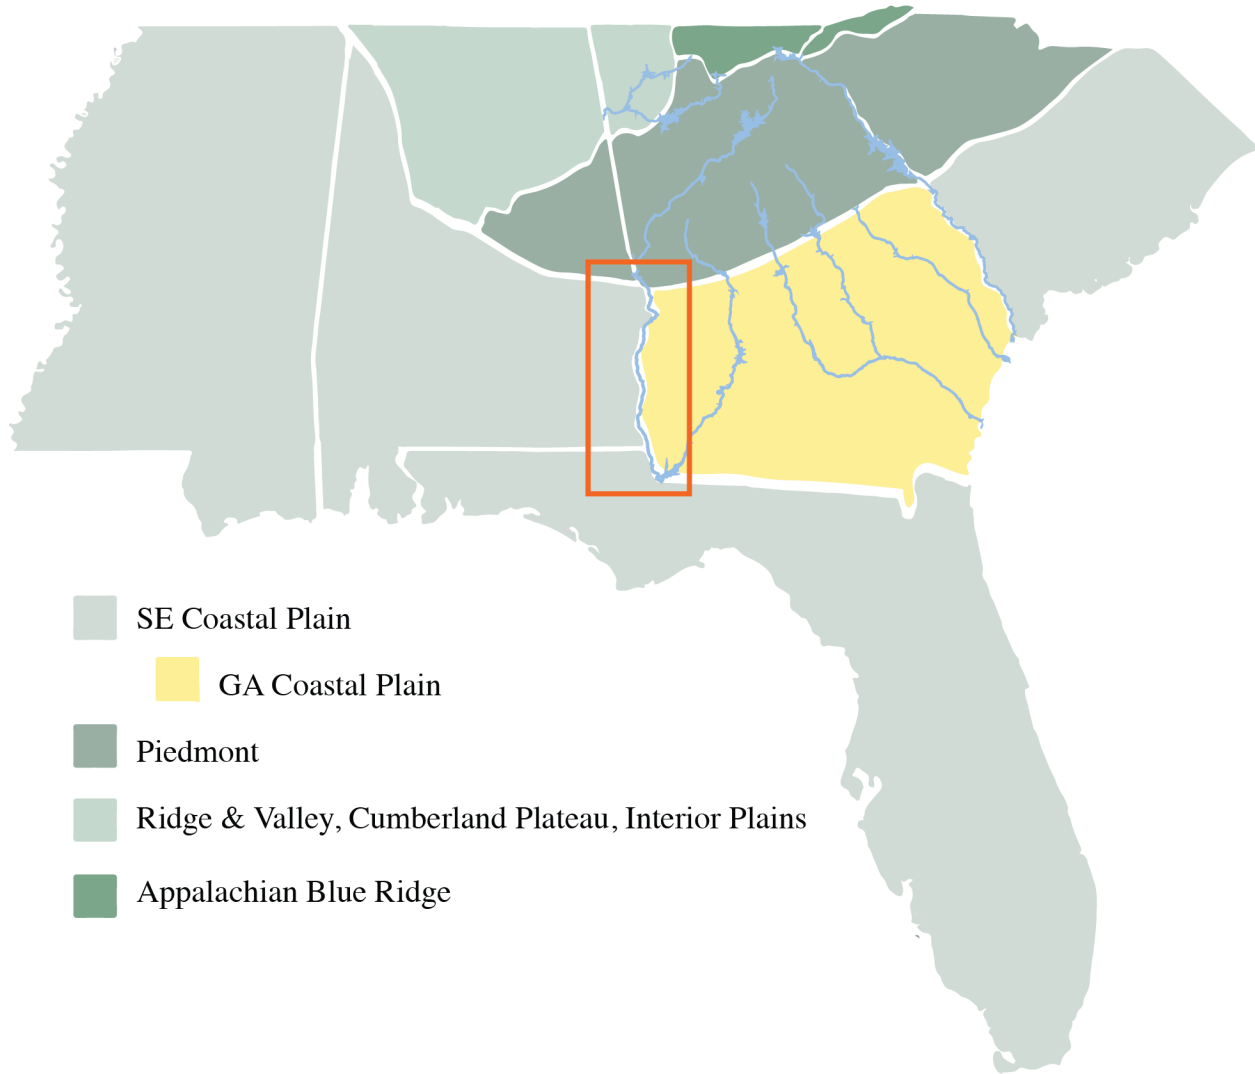 SE Coastal Plain
GA Coastal Plain
Piedmont
Ridge & Valley, Cumberland Plateau, Interior Plains
Appalachian Blue Ridge